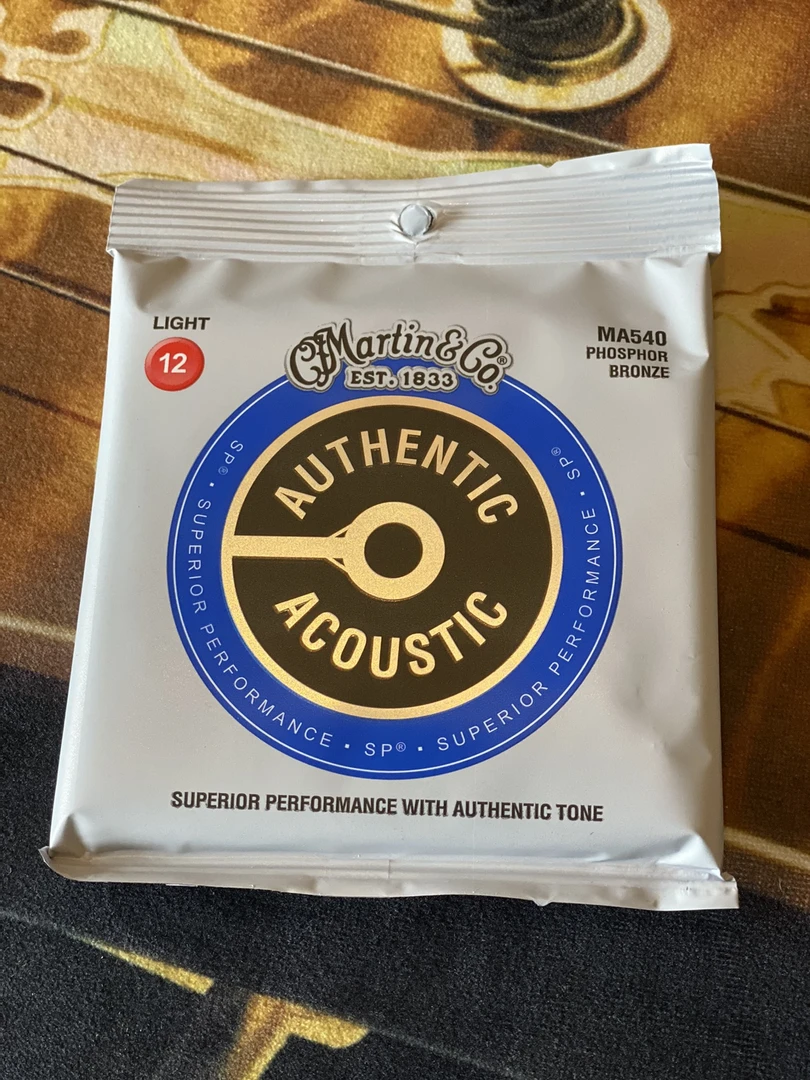 LIGHT
12
C.F. Martin & Co.®
EST. 1833
MA540
PHOSPHOR
BRONZE
AUTHENTIC
ACOUSTIC
SP® · SUPERIOR PERFORMANCE · SP® · SUPERIOR PERFORMANCE · SP®
SUPERIOR PERFORMANCE WITH AUTHENTIC TONE